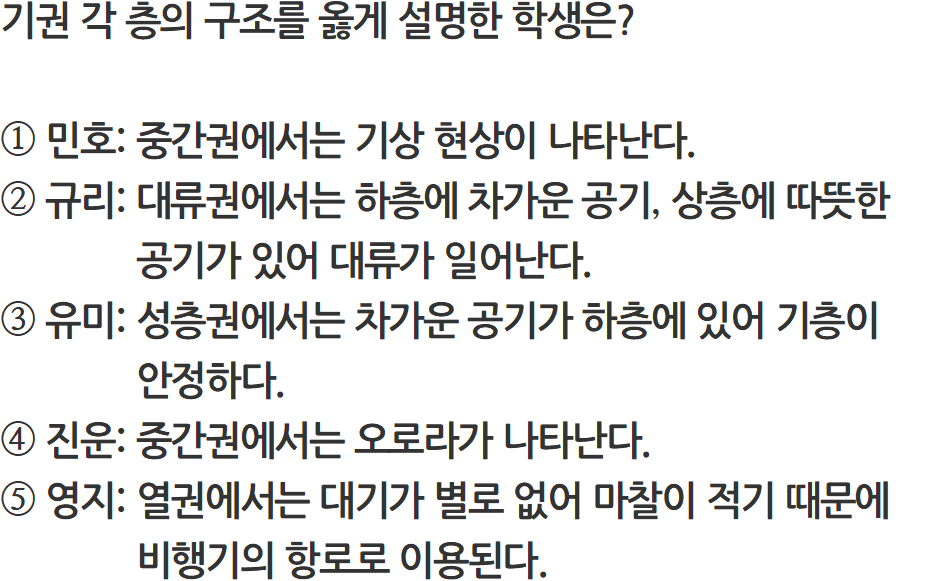 기권 각 층의 구조를 옳게 설명한 학생은?
① 민호: 중간권에서는 기상 현상이 나타난다.
② 규리: 대류권에서는 하층에 차가운 공기, 상층에 따뜻한
공기가 있어 대류가 일어난다.
③ 유미: 성층권에서는 차가운 공기가 하층에 있어 기층이
안정하다.
④ 진운: 중간권에서는 오로라가 나타난다.
⑤ 영지: 열권에서는 대기가 별로 없어 마찰이 적기 때문에
비행기의 항로로 이용된다.